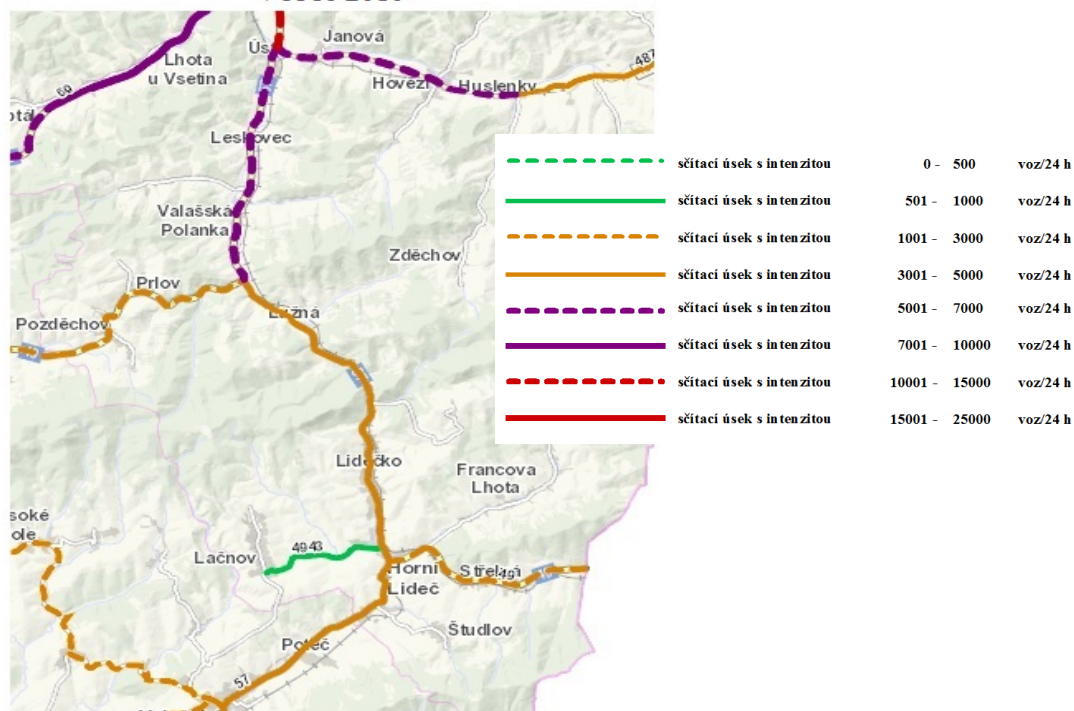 Janová
Lhota
u Vsetína
Hovězí
Huslenky
487
69
Leskovec
Valašská
Polanka
Zděchov
Prlov
Pozděchov
Lužná
Lidečko
Francova
Lhota
4943
Lačnov
Horní
Lideč
Střelná
49
Študlov
Poteč
57
sčítací úsek s intenzitou 0 - 500 voz/24 h
sčítací úsek s intenzitou 501 - 1000 voz/24 h
sčítací úsek s intenzitou 1001 - 3000 voz/24 h
sčítací úsek s intenzitou 3001 - 5000 voz/24 h
sčítací úsek s intenzitou 5001 - 7000 voz/24 h
sčítací úsek s intenzitou 7001 - 10000 voz/24 h
sčítací úsek s intenzitou 10001 - 15000 voz/24 h
sčítací úsek s intenzitou 15001 - 25000 voz/24 h